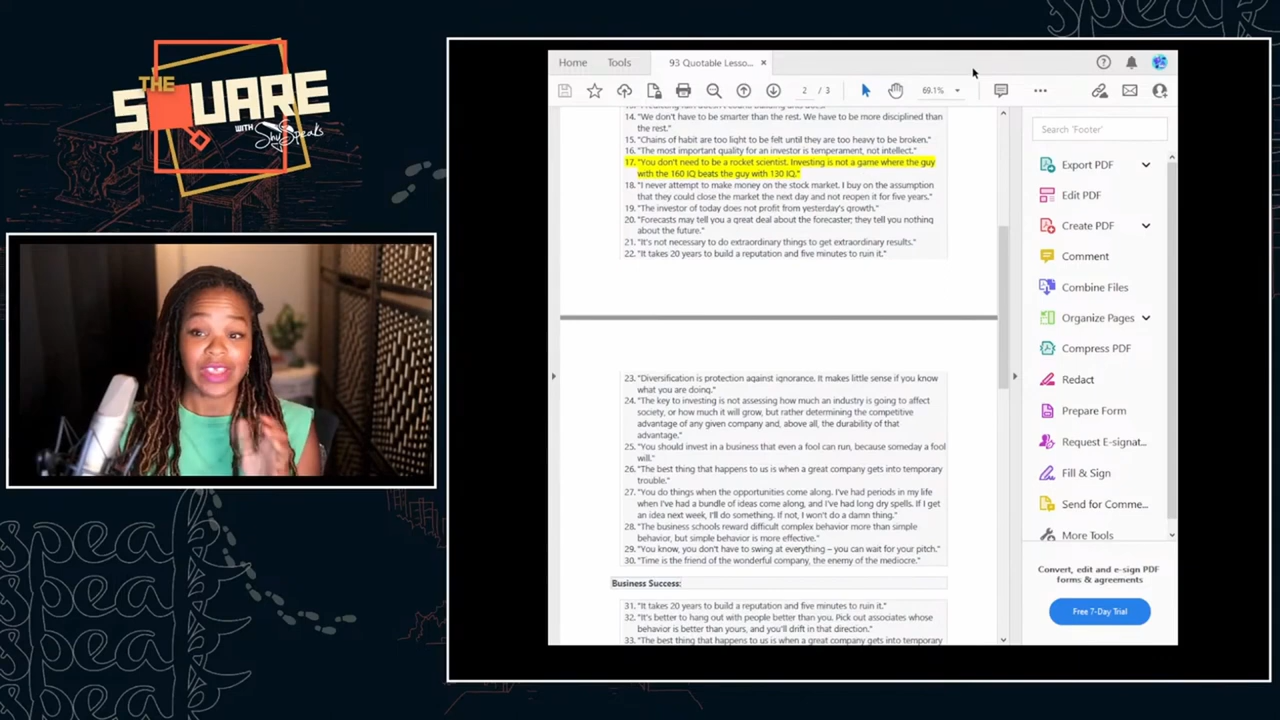 THE
SQUARE
WITH ShySpeaks
speak
speak
speak
speak
Home
Tools
93 Quotable Lesso...
2 / 3
69.1%
14. "We don't have to be smarter than the rest. We have to be more disciplined than
the rest."
15. "Chains of habit are too light to be felt until they are too heavy to be broken."
16. "The most important quality for an investor is temperament, not intellect."
17. "You don't need to be a rocket scientist. Investing is not a game where the guy
with the 160 IQ beats the guy with 130 IQ."
18. "I never attempt to make money on the stock market. I buy on the assumption
that they could close the market the next day and not reopen it for five years."
19. "The investor of today does not profit from yesterday's growth."
20. "Forecasts may tell you a great deal about the forecaster; they tell you nothing
about the future."
21. "It's not necessary to do extraordinary things to get extraordinary results."
22. "It takes 20 years to build a reputation and five minutes to ruin it."
23. "Diversification is protection against ignorance. It makes little sense if you know
what you are doing."
24. "The key to investing is not assessing how much an industry is going to affect
society, or how much it will grow, but rather determining the competitive
advantage of any given company and, above all, the durability of that
advantage."
25. "You should invest in a business that even a fool can run, because someday a fool
will."
26. "The best thing that happens to us is when a great company gets into temporary
trouble."
27. "You do things when the opportunities come along. I've had periods in my life
when I've had a bundle of ideas come along, and I've had long dry spells. If I get
an idea next week, I'll do something. If not, I won't do a damn thing."
28. "The business schools reward difficult complex behavior more than simple
behavior, but simple behavior is more effective."
29. "You know, you don't have to swing at everything – you can wait for your pitch."
30. "Time is the friend of the wonderful company, the enemy of the mediocre."
Business Success:
31. "It takes 20 years to build a reputation and five minutes to ruin it."
32. "It's better to hang out with people better than you. Pick out associates whose
behavior is better than yours, and you'll drift in that direction."
33. "The best thing that happens to us is when a great company gets into temporary
Search 'Footer'
Export PDF
Edit PDF
Create PDF
Comment
Combine Files
Organize Pages
Compress PDF
Redact
Prepare Form
Request E-signat...
Fill & Sign
Send for Comme...
More Tools
Convert, edit and e-sign PDF
forms & agreements
Free 7-Day Trial